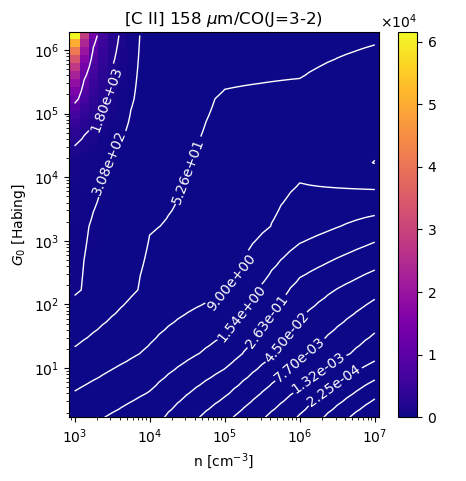 [C II] 158 μm/CO(J=3-2)
×10⁴
G₀ [Habing]
10⁶
10⁵
10⁴
10³
10²
10¹
1.80e+03
3.08e+02
5.26e+01
9.00e+00
1.54e+00
2.63e-01
4.50e-02
7.70e-03
1.32e-03
2.25e-04
10³ 10⁴ 10⁵ 10⁶ 10⁷
n [cm⁻³]
6
5
4
3
2
1
0